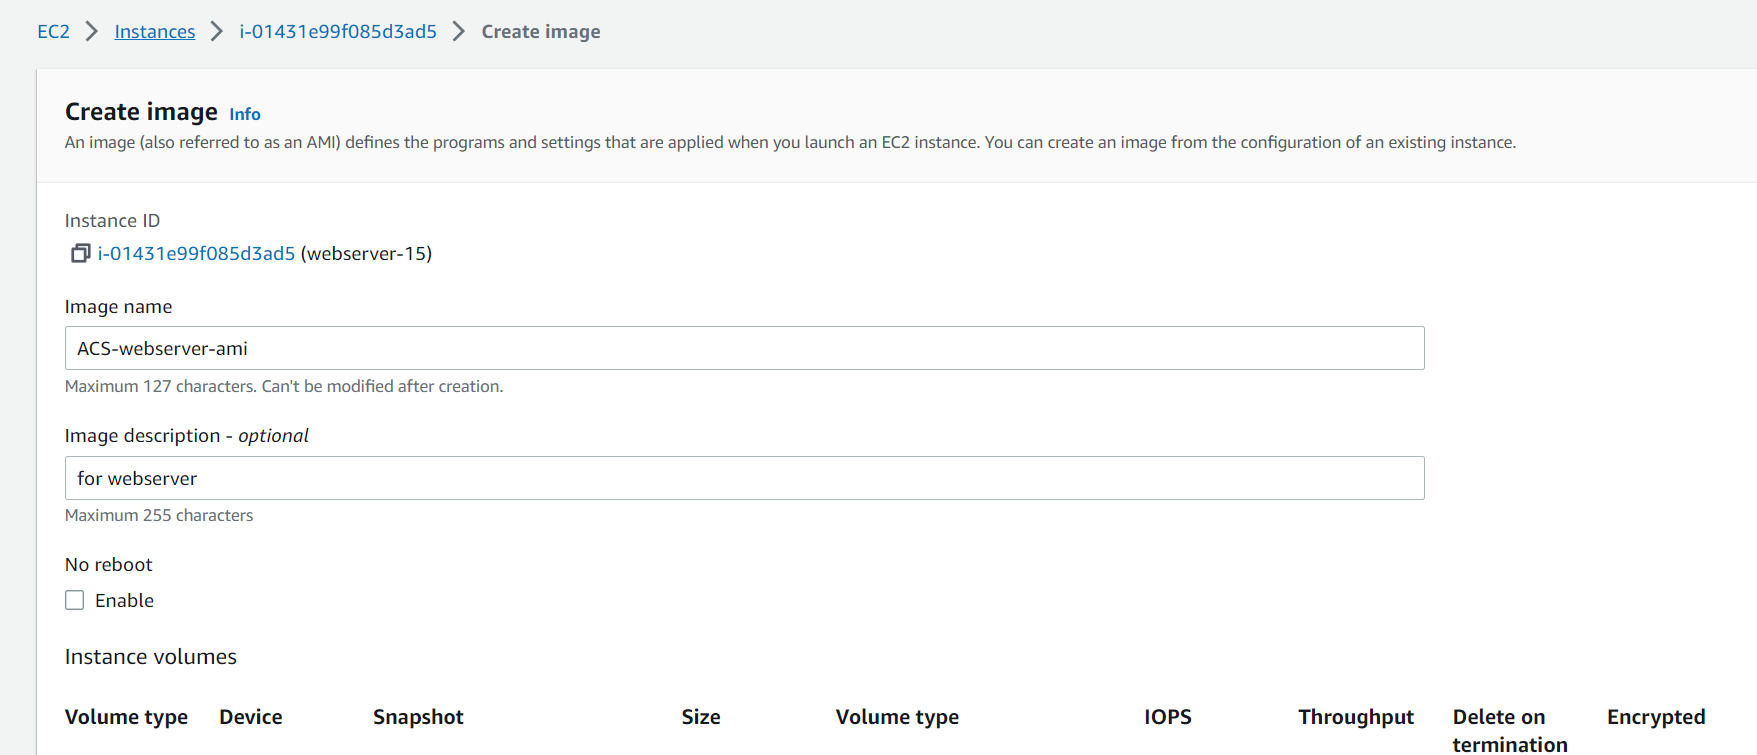 EC2 Instances i-01431e99f085d3ad5 Create image
Create image Info
An image (also referred to as an AMI) defines the programs and settings that are applied when you launch an EC2 instance. You can create an image from the configuration of an existing instance.
Instance ID
i-01431e99f085d3ad5 (webserver-15)
Image name
ACS-webserver-ami
Maximum 127 characters. Can't be modified after creation.
Image description - optional
for webserver
Maximum 255 characters
No reboot
Enable
Instance volumes
Volume type Device Snapshot Size Volume type IOPS Throughput Delete on Encrypted
termination